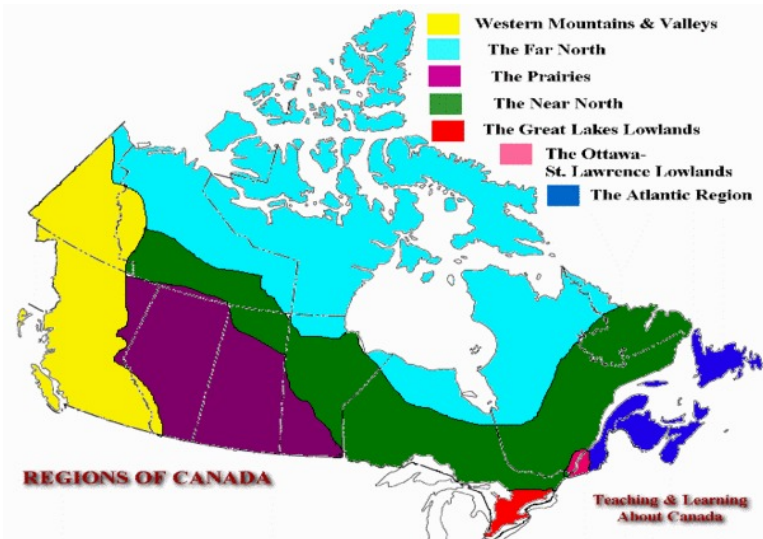 Western Mountains & Valleys
The Far North
The Prairies
The Near North
The Great Lakes Lowlands
The Ottawa-
St. Lawrence Lowlands
The Atlantic Region
REGIONS OF CANADA
Teaching & Learning
About Canada